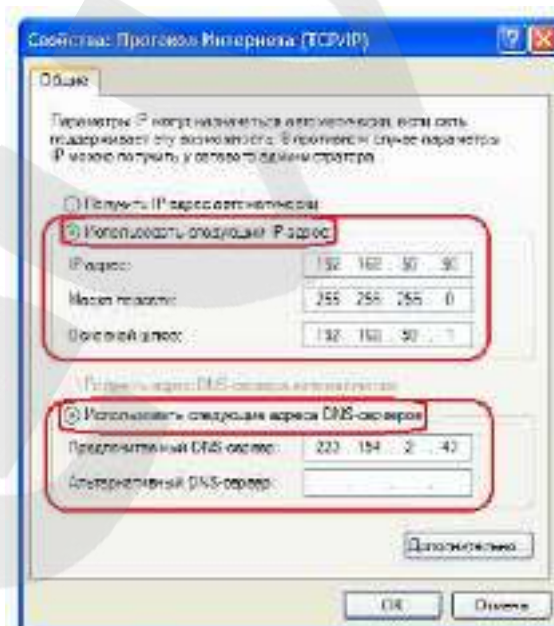 Свойства: Протокол Интернета (TCP/IP)
Общие
Параметры IP могут назначаться автоматически, если сеть
поддерживает эту возможность. В противном случае параметры
IP можно получить у сетевого администратора.
Получить IP-адрес автоматически
Использовать следующий IP-адрес:
IP-адрес:
192 . 168 . 90 . 90
Маска подсети:
255 . 255 . 255 . 0
Основной шлюз:
192 . 168 . 90 . 1
Получить адрес DNS-сервера автоматически
Использовать следующие адреса DNS-серверов:
Предпочитаемый DNS-сервер:
Альтернативный DNS-сервер:
Дополнительно...
OK
Отмена